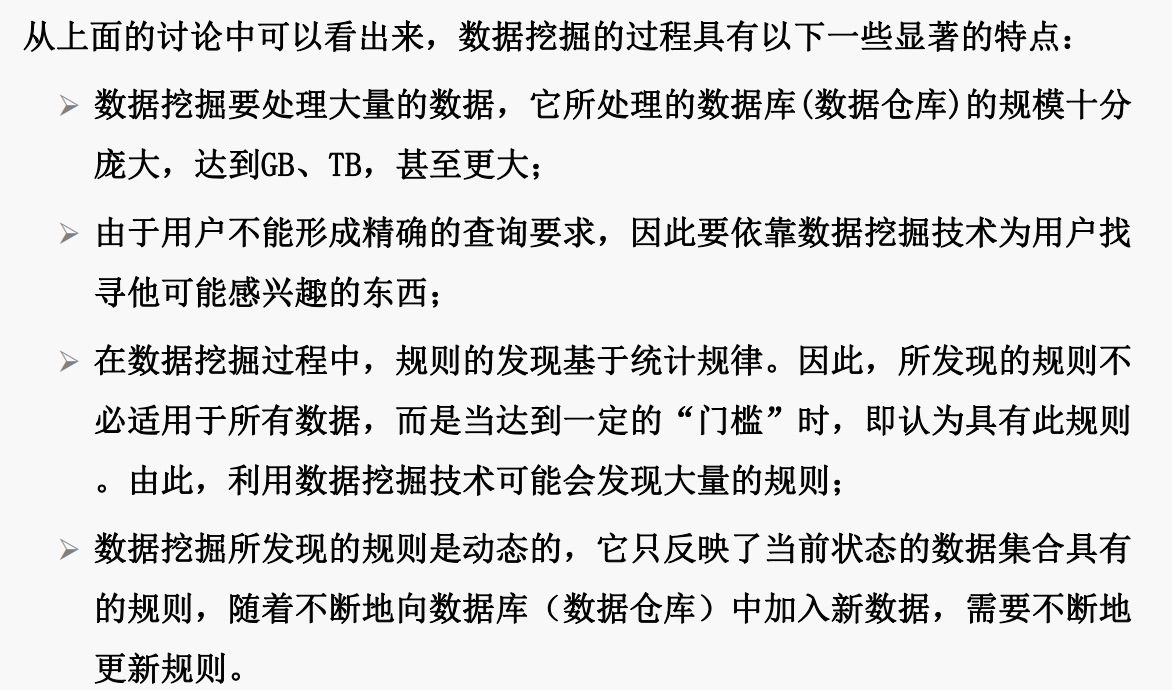 从上面的讨论中可以看出来，数据挖掘的过程具有以下一些显著的特点：
➢ 数据挖掘要处理大量的数据，它所处理的数据库(数据仓库)的规模十分
庞大，达到GB、TB，甚至更大；
➢ 由于用户不能形成精确的查询要求，因此要依靠数据挖掘技术为用户找
寻他可能感兴趣的东西；
➢ 在数据挖掘过程中，规则的发现基于统计规律。因此，所发现的规则不
必适用于所有数据，而是当达到一定的“门槛”时，即认为具有此规则
。由此，利用数据挖掘技术可能会发现大量的规则；
➢ 数据挖掘所发现的规则是动态的，它只反映了当前状态的数据集合具有
的规则，随着不断地向数据库（数据仓库）中加入新数据，需要不断地
更新规则。